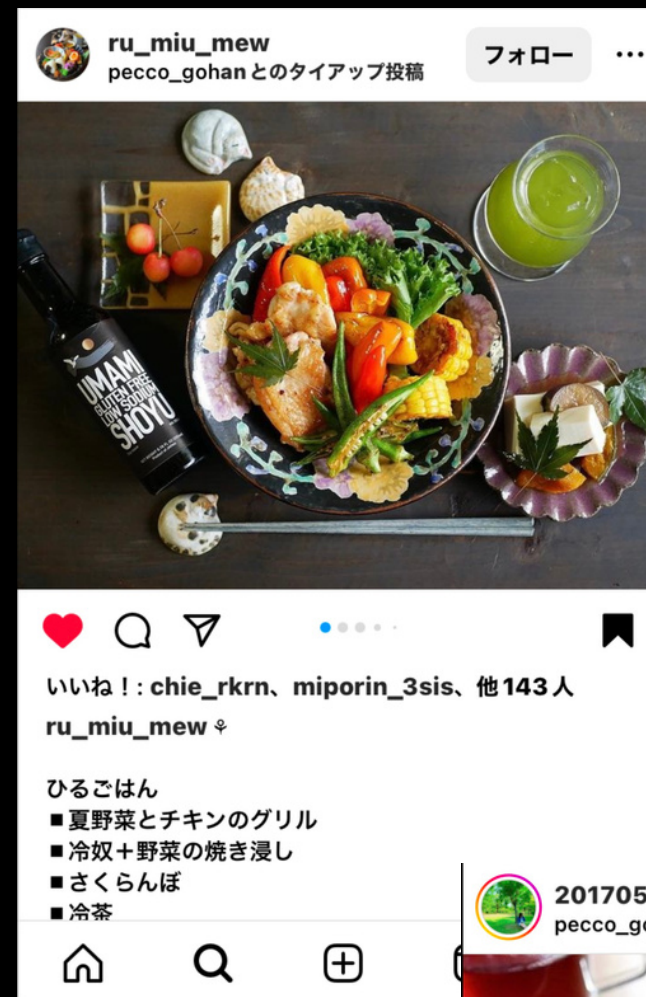 ru_miu_mew
pecco_gohanとのタイアップ投稿
フォロー
UMAMI
GLUTEN FREE
LOW SODIUM
SHOYU
いいね！: chie_rkrn、miporin_3sis、他143人
ru_miu_mew ⚘
ひるごはん
■夏野菜とチキンのグリル
■冷奴＋野菜の焼き浸し
■さくらんぼ
■冷茶
201705
pecco_go